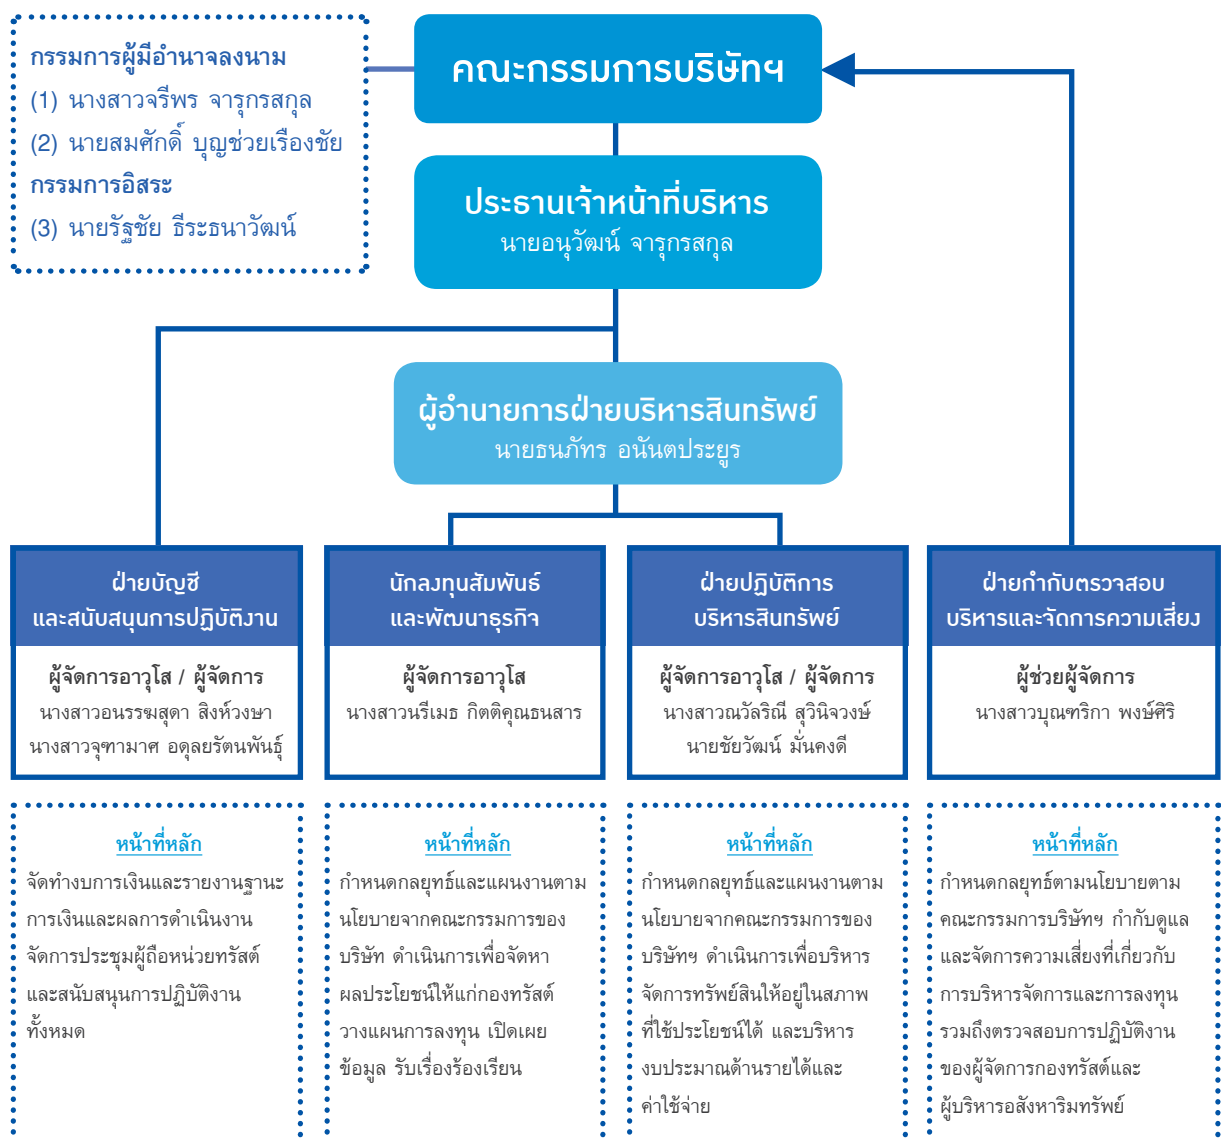 กรรมการผู้มีอำนาจลงนาม
(1) นางสาวจรีพร จารุกรสกุล
(2) นายสมศักดิ์ บุญช่วยเรืองชัย
กรรมการอิสระ
(3) นายรัฐชัย ธีระธนาวัฒน์
คณะกรรมการบริษัทฯ
ประธานเจ้าหน้าที่บริหาร
นายอนุวัฒน์ จารุกรสกุล
ผู้อำนายการฝ่ายบริหารสินทรัพย์
นายธนภัทร อนันตประยูร
ฝ่ายบัญชี
และสนับสนุนการปฏิบัติงาน
ผู้จัดการอาวุโส / ผู้จัดการ
นางสาวอนรรฆสุดา สิงห์วงษา
นางสาวจุฑามาศ อดุลยรัตนพันธุ์
นักลงทุนสัมพันธ์
และพัฒนาธุรกิจ
ผู้จัดการอาวุโส
นางสาวนรีเมธ กิตติคุณธนสาร
ฝ่ายปฏิบัติการ
บริหารสินทรัพย์
ผู้จัดการอาวุโส / ผู้จัดการ
นางสาวณวัลริณี สุวินิจวงษ์
นายชัยวัฒน์ มั่นคงดี
ฝ่ายกำกับตรวจสอบ
บริหารและจัดการความเสี่ยง
ผู้ช่วยผู้จัดการ
นางสาวบุณฑริกา พงษ์ศิริ
หน้าที่หลัก
จัดทำงบการเงินและรายงานฐานะ
การเงินและผลการดำเนินงาน
จัดการประชุมผู้ถือหน่วยทรัสต์
และสนับสนุนการปฏิบัติงาน
ทั้งหมด
หน้าที่หลัก
กำหนดกลยุทธ์และแผนงานตาม
นโยบายจากคณะกรรมการของ
บริษัท ดำเนินการเพื่อจัดหา
ผลประโยชน์ให้แก่กองทรัสต์
วางแผนการลงทุน เปิดเผย
ข้อมูล รับเรื่องร้องเรียน
หน้าที่หลัก
กำหนดกลยุทธ์และแผนงานตาม
นโยบายจากคณะกรรมการของ
บริษัทฯ ดำเนินการเพื่อบริหาร
จัดการทรัพย์สินให้อยู่ในสภาพ
ที่ใช้ประโยชน์ได้ และบริหาร
งบประมาณด้านรายได้และ
ค่าใช้จ่าย
หน้าที่หลัก
กำหนดกลยุทธ์ตามนโยบายตาม
คณะกรรมการบริษัทฯ กำกับดูแล
และจัดการความเสี่ยงที่เกี่ยวกับ
การบริหารจัดการและการลงทุน
รวมถึงตรวจสอบการปฏิบัติงาน
ของผู้จัดการกองทรัสต์และ
ผู้บริหารอสังหาริมทรัพย์